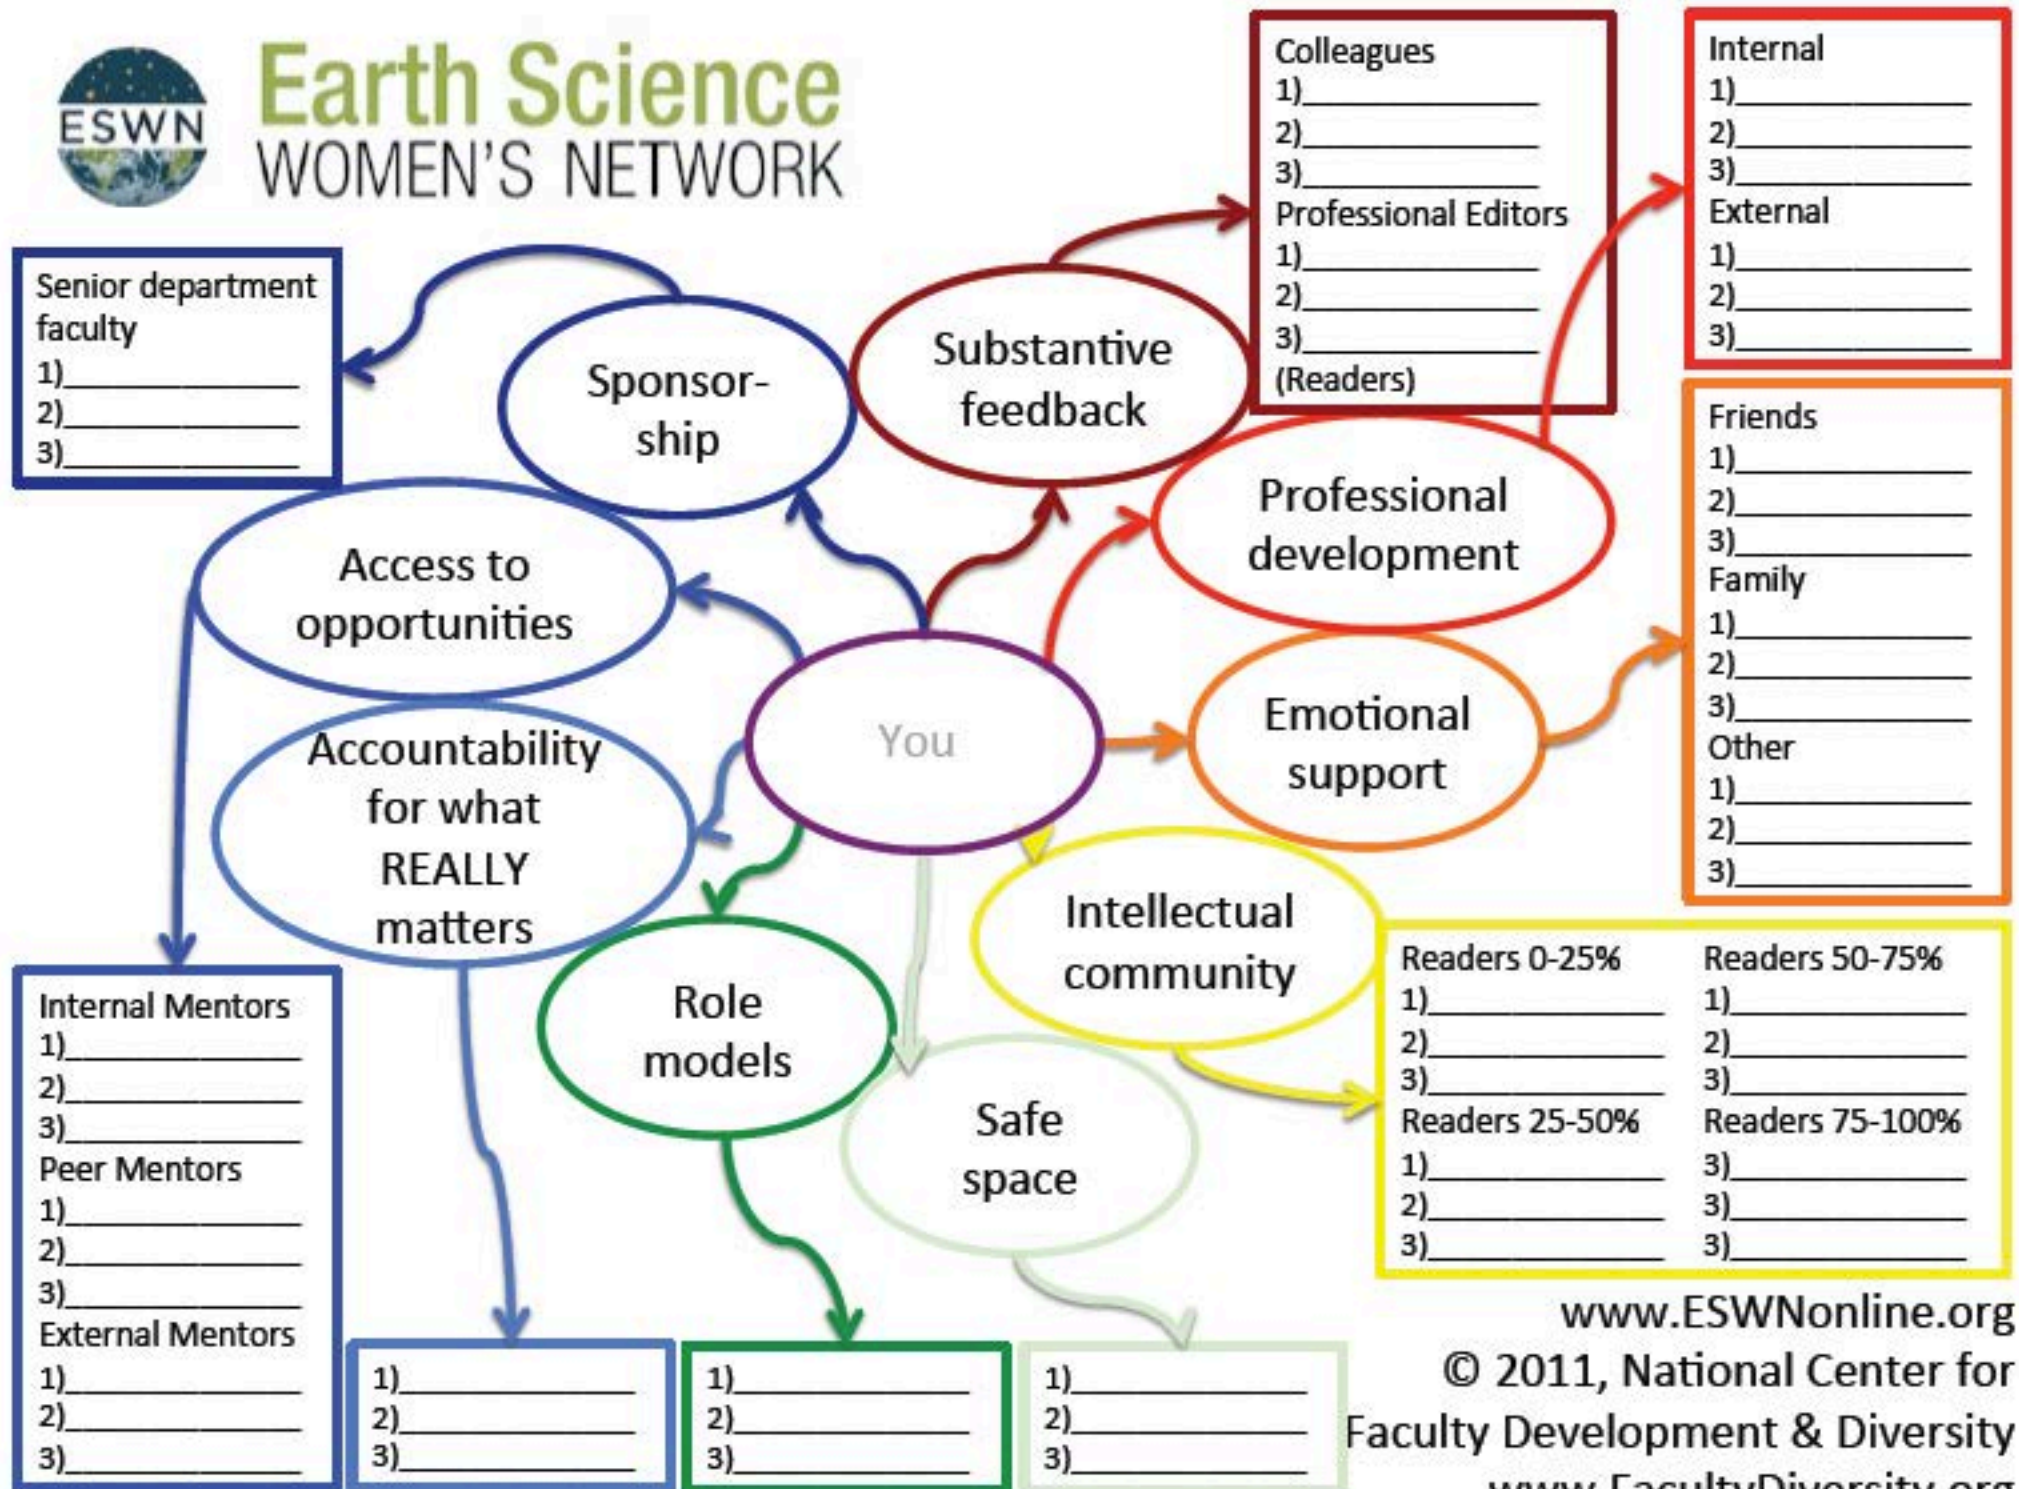 ESWN
Earth Science
WOMEN'S NETWORK
Colleagues
1)
2)
3)
Professional Editors
1)
2)
3)
(Readers)
Internal
1)
2)
3)
External
1)
2)
3)
Senior department
faculty
1)
2)
3)
Sponsor-
ship
Substantive
feedback
Professional
development
Friends
1)
2)
3)
Family
1)
2)
3)
Other
1)
2)
3)
Access to
opportunities
You
Emotional
support
Accountability
for what
REALLY
matters
Intellectual
community
Role
models
Safe
space
Readers 0-25%
1)
2)
3)
Readers 25-50%
1)
2)
3)
Readers 50-75%
1)
2)
3)
Readers 75-100%
3)
3)
3)
Internal Mentors
1)
2)
3)
Peer Mentors
1)
2)
3)
External Mentors
1)
2)
3)
1)
2)
3)
1)
2)
3)
1)
2)
3)
www.ESWNonline.org
© 2011, National Center for
Faculty Development & Diversity
www.FacultyDiversity.org